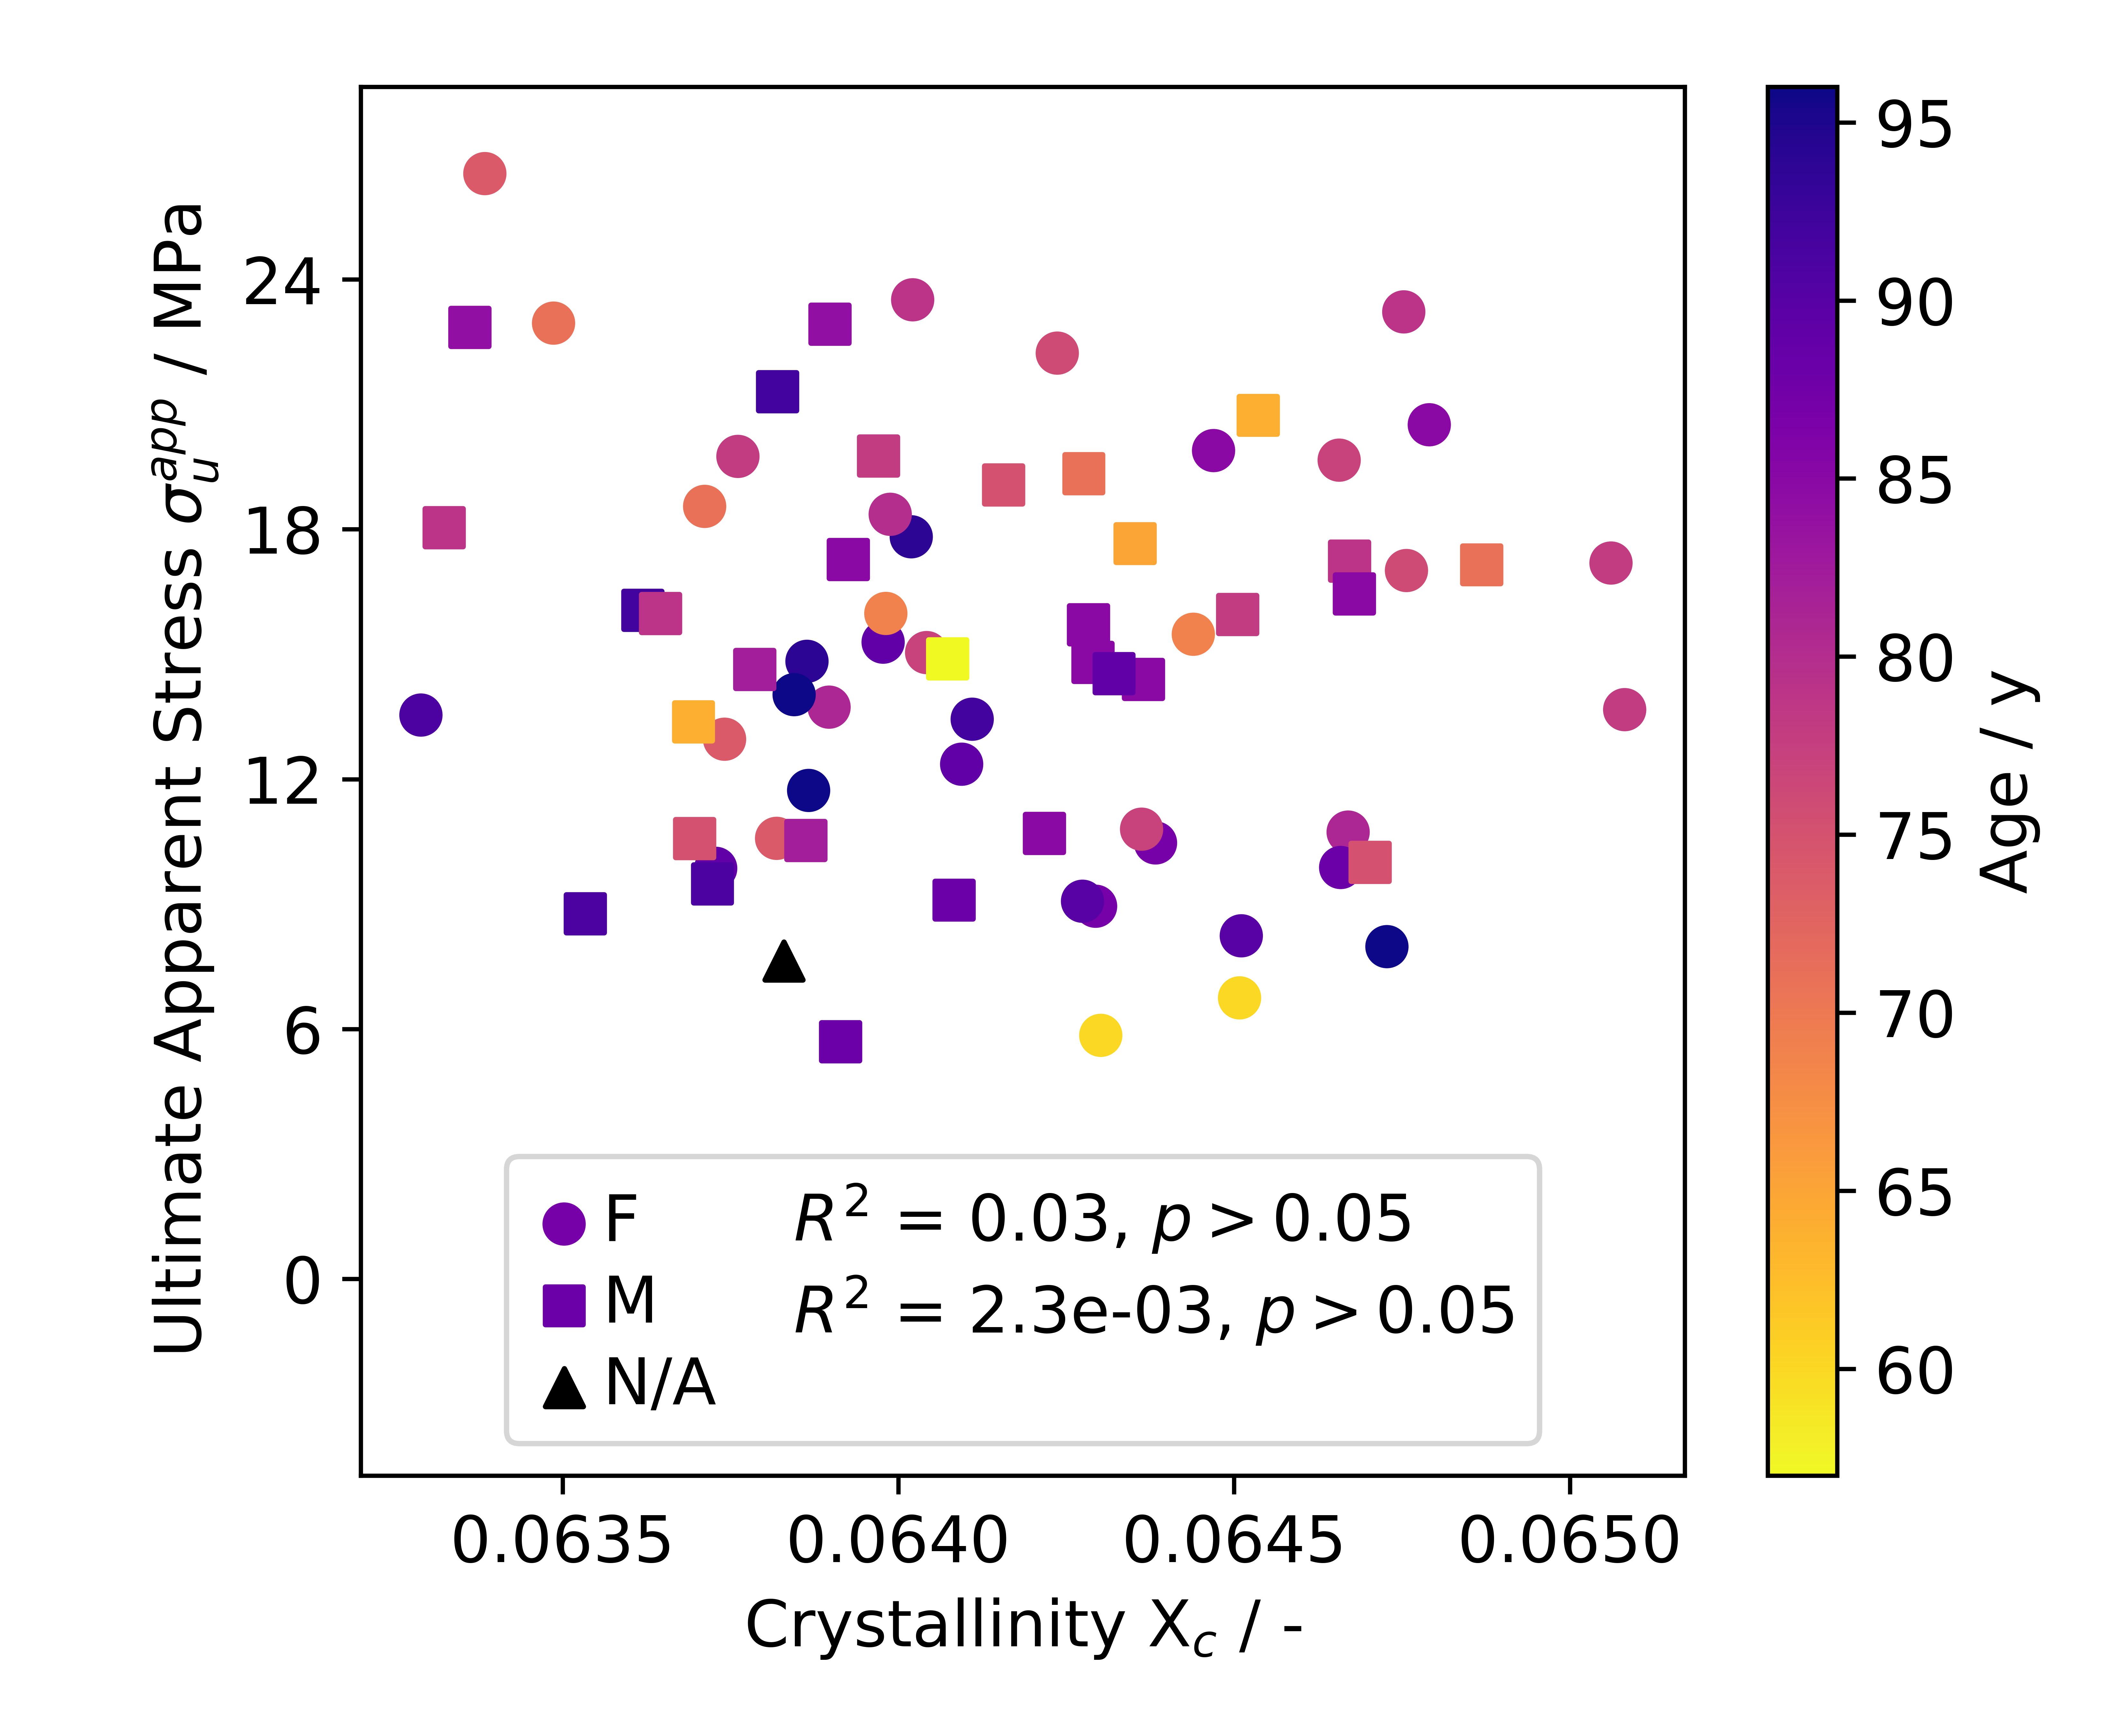 Ultimate Apparent Stress σ_u^app / MPa
24
18
12
6
0
F R² = 0.03, p > 0.05
M R² = 2.3e-03, p > 0.05
N/A
0.0635 0.0640 0.0645 0.0650
Crystallinity X_c / -
95
90
85
80
75
70
65
60
Age / y